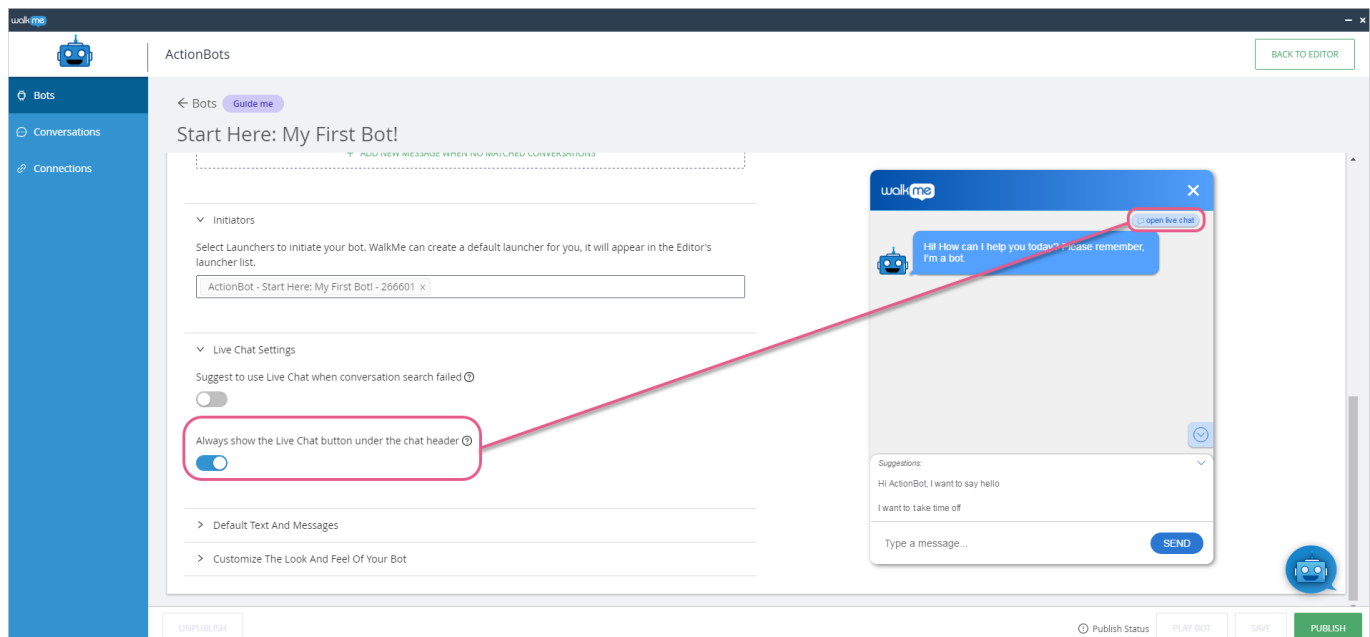 walkme
ActionBots
BACK TO EDITOR
Bots
Conversations
Connections
Bots Guide me
Start Here: My First Bot!
+ ADD NEW MESSAGE WHEN NO MATCHED CONVERSATIONS
Initiators
Select Launchers to initiate your bot. WalkMe can create a default launcher for you, it will appear in the Editor's
launcher list.
ActionBot - Start Here: My First Bot! - 266601 x
Live Chat Settings
Suggest to use Live Chat when conversation search failed
Always show the Live Chat button under the chat header
Default Text And Messages
Customize The Look And Feel Of Your Bot
walkme
open live chat
Hi! How can I help you today? Please remember,
I'm a bot.
Suggestions:
Hi ActionBot, I want to say hello
I want to take time off
Type a message...
SEND
UNPUBLISH
Publish Status
PLAY BOT
SAVE
PUBLISH